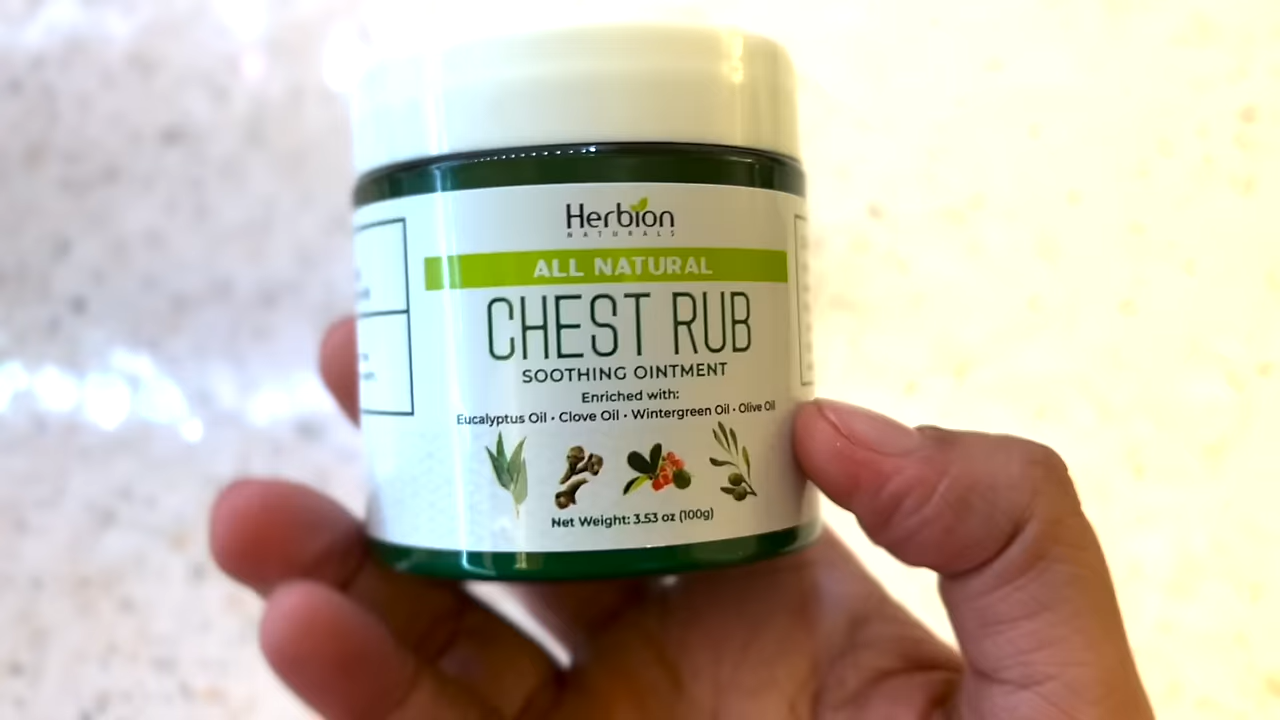 Herbion
NATURALS
ALL NATURAL
CHEST RUB
SOOTHING OINTMENT
Enriched with:
Eucalyptus Oil • Clove Oil • Wintergreen Oil • Olive Oil
Net Weight: 3.53 oz (100g)